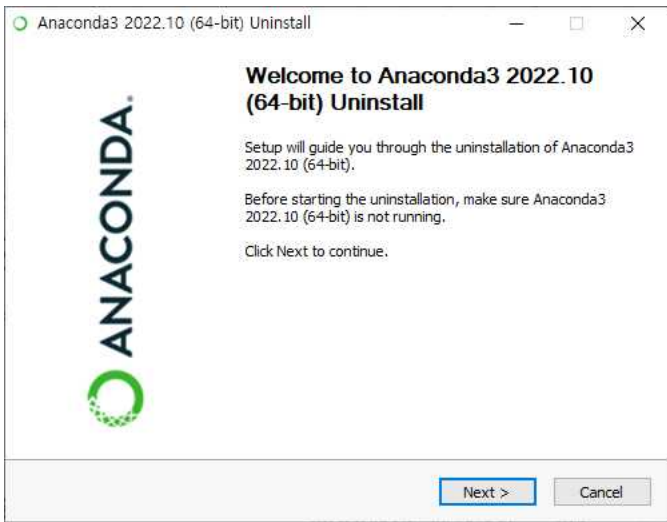 Anaconda3 2022.10 (64-bit) Uninstall
ANACONDA.
Welcome to Anaconda3 2022.10
(64-bit) Uninstall
Setup will guide you through the uninstallation of Anaconda3
2022.10 (64-bit).
Before starting the uninstallation, make sure Anaconda3
2022.10 (64-bit) is not running.
Click Next to continue.
Next >
Cancel